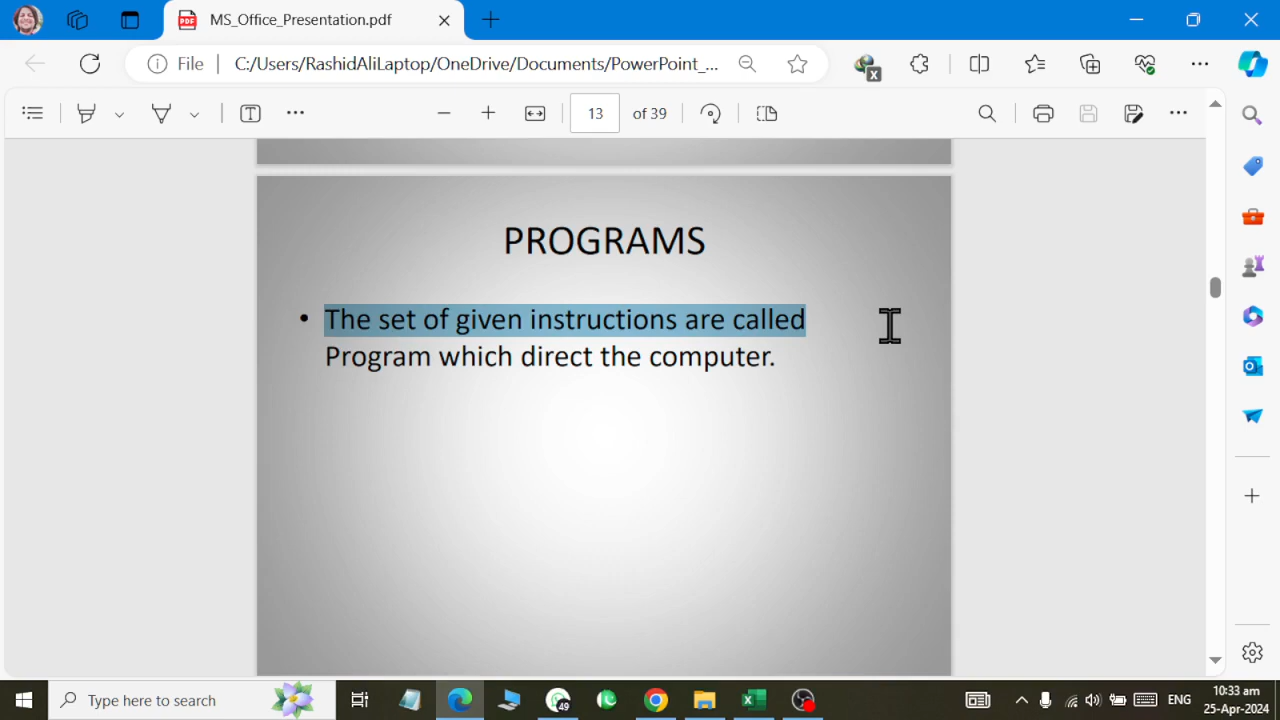 MS_Office_Presentation.pdf
File
C:/Users/RashidAliLaptop/OneDrive/Documents/PowerPoint_...
13 of 39
PROGRAMS
• The set of given instructions are called
Program which direct the computer.
Type here to search
49
ENG
10:33 am
25-Apr-2024